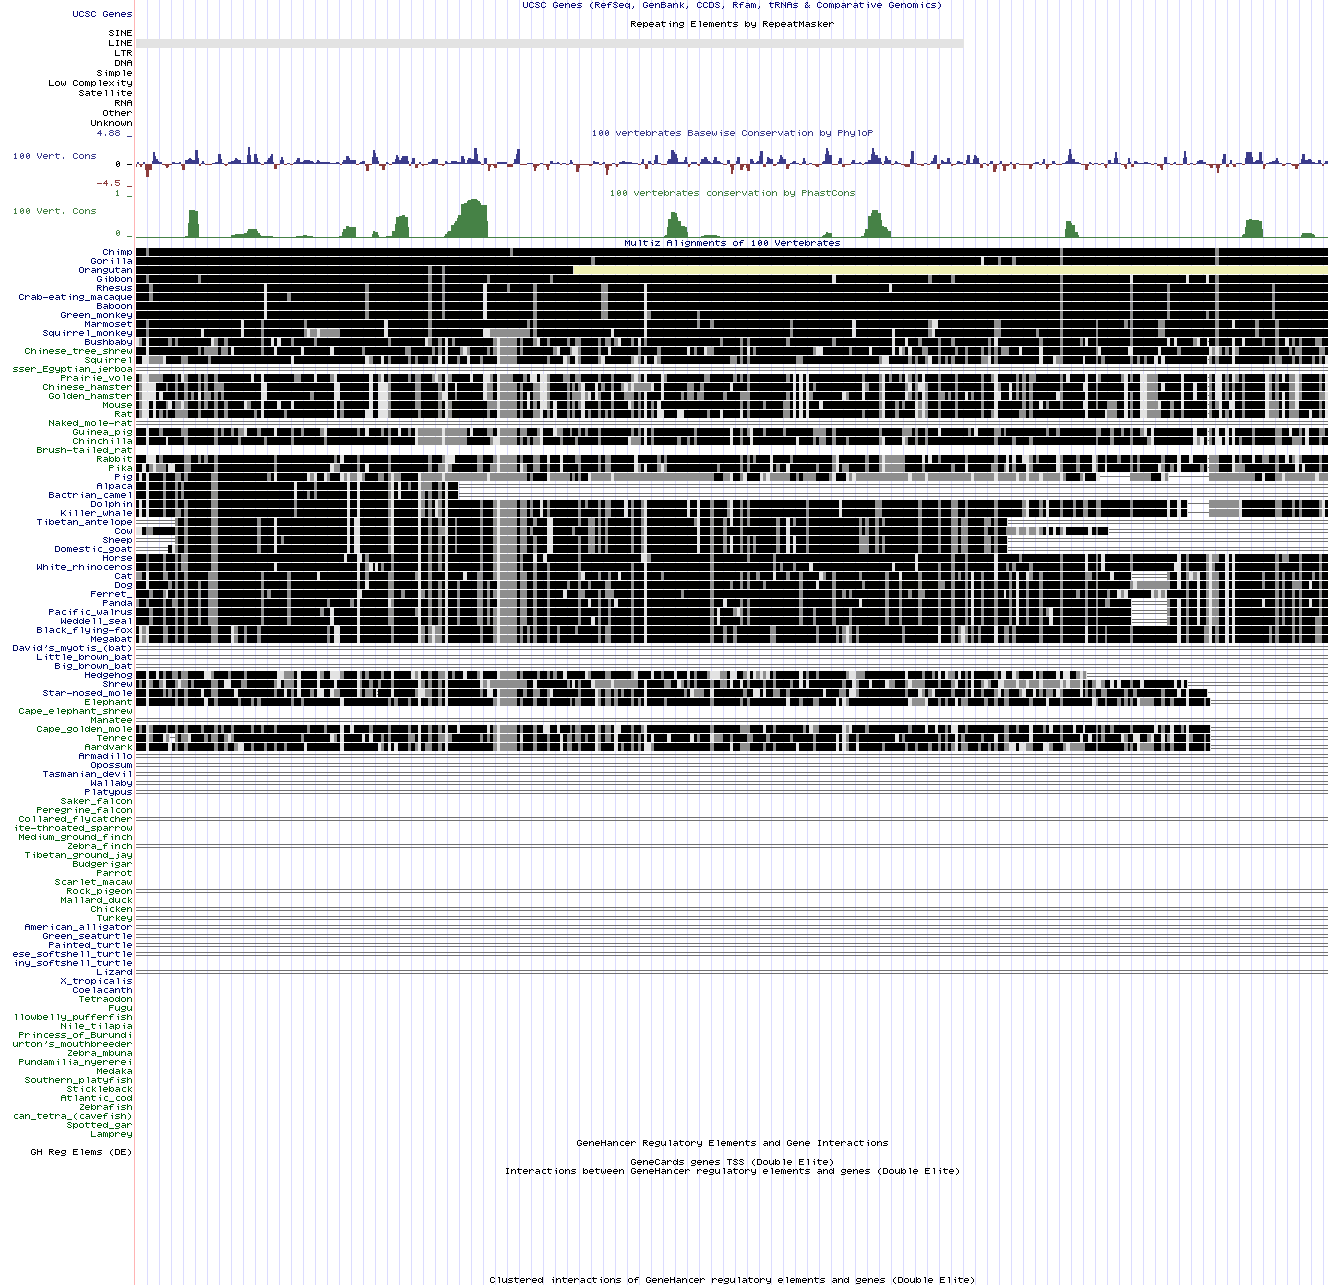 UCSC Genes (RefSeq, GenBank, CCDS, Rfam, tRNAs & Comparative Genomics)
UCSC Genes
Repeating Elements by RepeatMasker
SINE
LINE
LTR
DNA
Simple
Low Complexity
Satellite
RNA
Other
Unknown
100 vertebrates Basewise Conservation by PhyloP
4.88 _
100 Vert. Cons
0 _
-4.5 _
100 vertebrates conservation by PhastCons
1 _
100 Vert. Cons
0 _
Multiz Alignments of 100 Vertebrates
Chimp
Gorilla
Orangutan
Gibbon
Rhesus
Crab-eating_macaque
Baboon
Green_monkey
Marmoset
Squirrel_monkey
Bushbaby
Chinese_tree_shrew
Squirrel
sser_Egyptian_jerboa
Prairie_vole
Chinese_hamster
Golden_hamster
Mouse
Rat
Naked_mole-rat
Guinea_pig
Chinchilla
Brush-tailed_rat
Rabbit
Pika
Pig
Alpaca
Bactrian_camel
Dolphin
Killer_whale
Tibetan_antelope
Cow
Sheep
Domestic_goat
Horse
White_rhinoceros
Cat
Dog
Ferret_
Panda
Pacific_walrus
Weddell_seal
Black_flying-fox
Megabat
David's_myotis_(bat)
Little_brown_bat
Big_brown_bat
Hedgehog
Shrew
Star-nosed_mole
Elephant
Cape_elephant_shrew
Manatee
Cape_golden_mole
Tenrec
Aardvark
Armadillo
Opossum
Tasmanian_devil
Wallaby
Platypus
Saker_falcon
Peregrine_falcon
Collared_flycatcher
ite-throated_sparrow
Medium_ground_finch
Zebra_finch
Tibetan_ground_jay
Budgerigar
Parrot
Scarlet_macaw
Rock_pigeon
Mallard_duck
Chicken
Turkey
American_alligator
Green_seaturtle
Painted_turtle
ese_softshell_turtle
iny_softshell_turtle
Lizard
X_tropicalis
Coelacanth
Tetraodon
Fugu
llowbelly_pufferfish
Nile_tilapia
Princess_of_Burundi
urton's_mouthbreeder
Zebra_mbuna
Pundamilia_nyererei
Medaka
Southern_platyfish
Stickleback
Atlantic_cod
Zebrafish
can_tetra_(cavefish)
Spotted_gar
Lamprey
GeneHancer Regulatory Elements and Gene Interactions
GH Reg Elems (DE)
GeneCards genes TSS (Double Elite)
Interactions between GeneHancer regulatory elements and genes (Double Elite)
Clustered interactions of GeneHancer regulatory elements and genes (Double Elite)